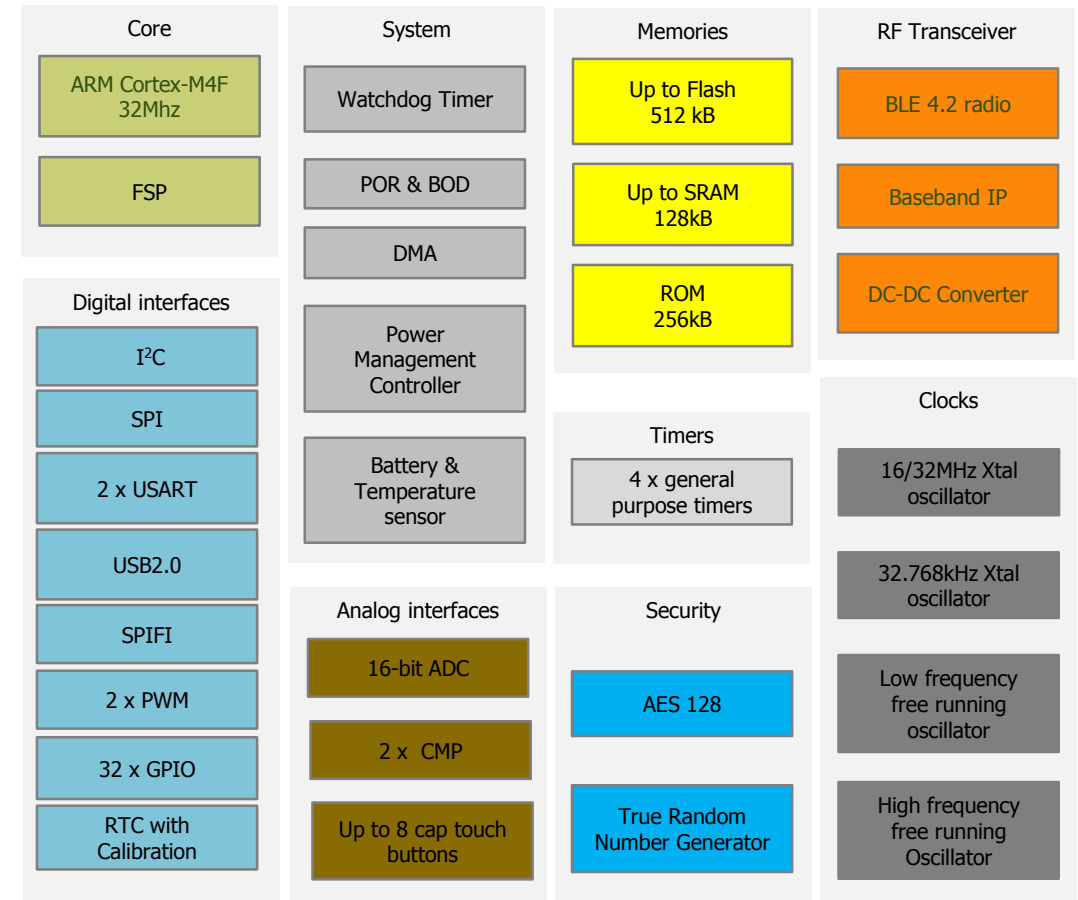 Core
ARM Cortex-M4F
32Mhz
FSP
Digital interfaces
I²C
SPI
2 x USART
USB2.0
SPIFI
2 x PWM
32 x GPIO
RTC with
Calibration
System
Watchdog Timer
POR & BOD
DMA
Power
Management
Controller
Battery &
Temperature
sensor
Analog interfaces
16-bit ADC
2 x CMP
Up to 8 cap touch
buttons
Memories
Up to Flash
512 kB
Up to SRAM
128kB
ROM
256kB
Timers
4 x general
purpose timers
Security
AES 128
True Random
Number Generator
RF Transceiver
BLE 4.2 radio
Baseband IP
DC-DC Converter
Clocks
16/32MHz Xtal
oscillator
32.768kHz Xtal
oscillator
Low frequency
free running
oscillator
High frequency
free running
Oscillator